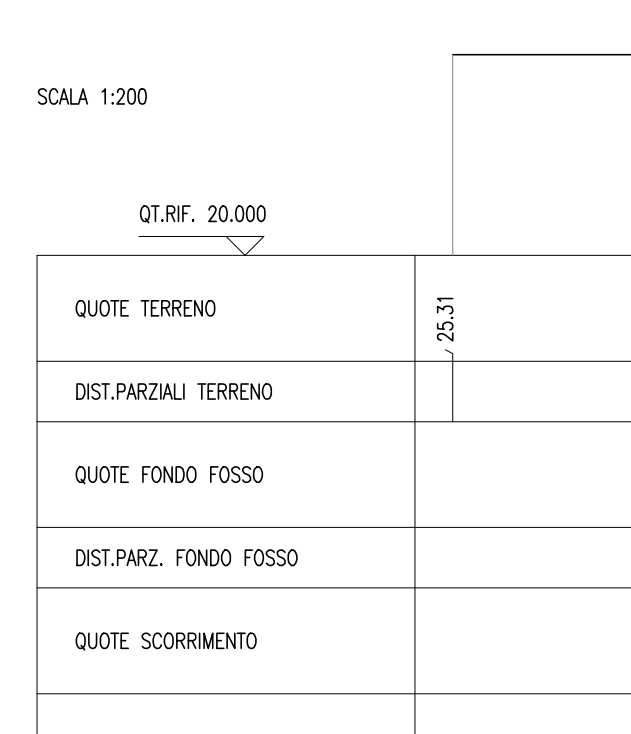 SCALA 1:200
QT.RIF. 20.000
QUOTE TERRENO
25.31
DIST.PARZIALI TERRENO
QUOTE FONDO FOSSO
DIST.PARZ. FONDO FOSSO
QUOTE SCORRIMENTO